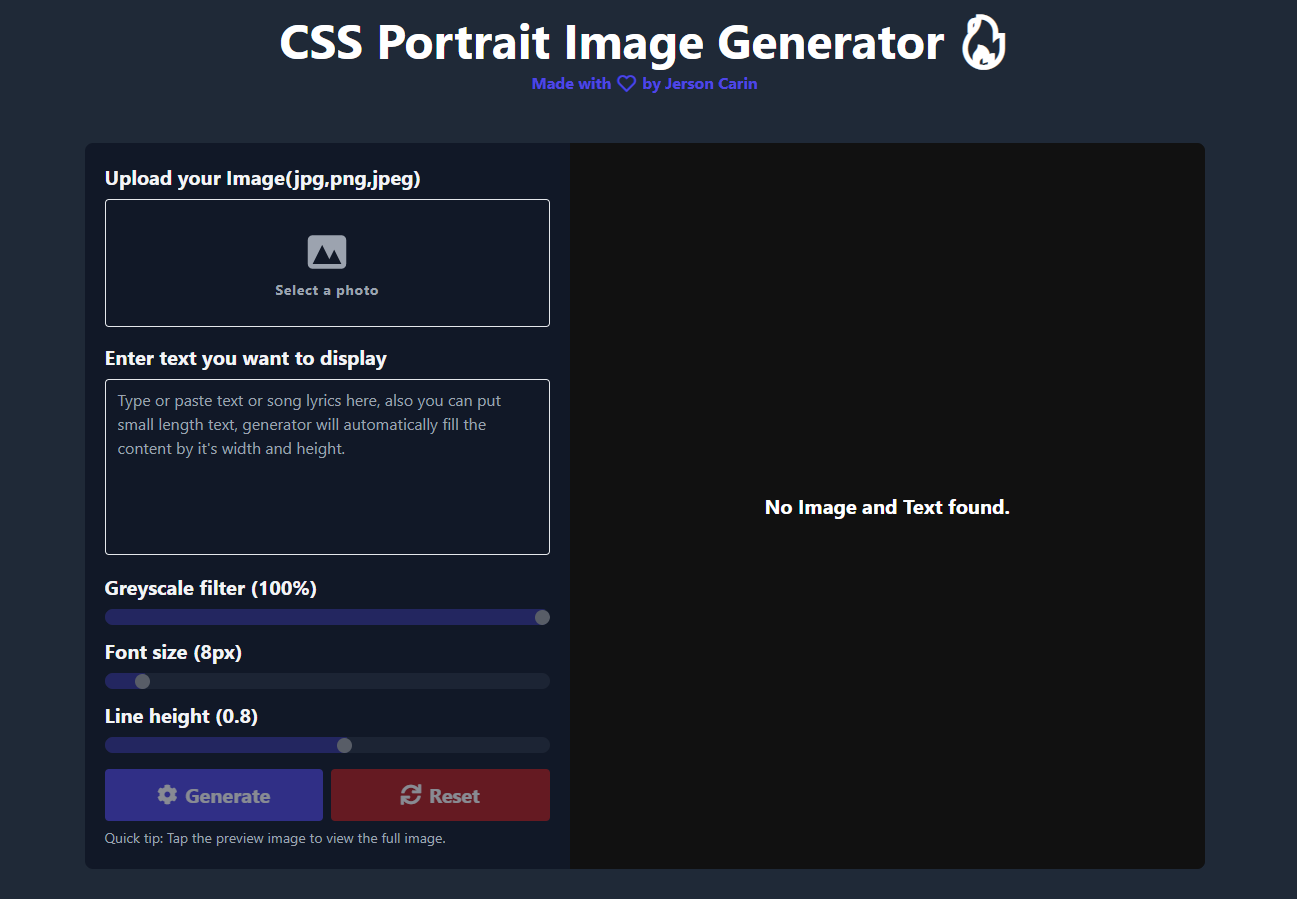 CSS Portrait Image Generator
Made with by Jerson Carin
Upload your Image(jpg,png,jpeg)
Select a photo
Enter text you want to display
Type or paste text or song lyrics here, also you can put
small length text, generator will automatically fill the
content by it's width and height.
Greyscale filter (100%)
Font size (8px)
Line height (0.8)
Generate
Reset
Quick tip: Tap the preview image to view the full image.
No Image and Text found.